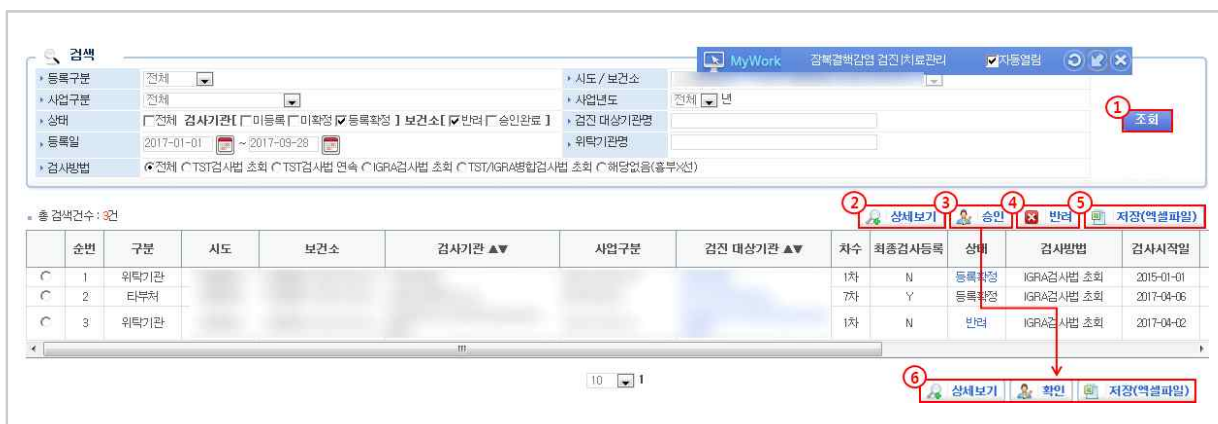 검색
MyWork 잠복결핵감염 검진|치료관리 자동열림
등록구분 전체 시도 / 보건소
사업구분 전체 사업년도 전체 년
상태 전체 검사기관[ 미등록 미확정 등록확정 ] 보건소[ 반려 승인완료 ] 검진 대상기관명
① 조회
등록일 2017-01-01 ~ 2017-09-28 위탁기관명
검사방법 전체 TST검사법 초회 TST검사법 연속 IGRA검사법 초회 TST/IGRA병합검사법 초회 해당없음(흉부X선)
총 검색건수 : 3건
② 상세보기 ③ 승인 ④ 반려 ⑤ 저장(엑셀파일)
순번 구분 시도 보건소 검사기관 ▲▼ 사업구분 검진 대상기관 ▲▼ 차수 최종검사등록 상태 검사방법 검사시작일
1 위탁기관 1차 N 등록확정 IGRA검사법 초회 2015-01-01
2 타부처 7차 Y 등록확정 IGRA검사법 초회 2017-04-06
3 위탁기관 1차 N 반려 IGRA검사법 초회 2017-04-02
10 1
⑥ 상세보기 확인 저장(엑셀파일)